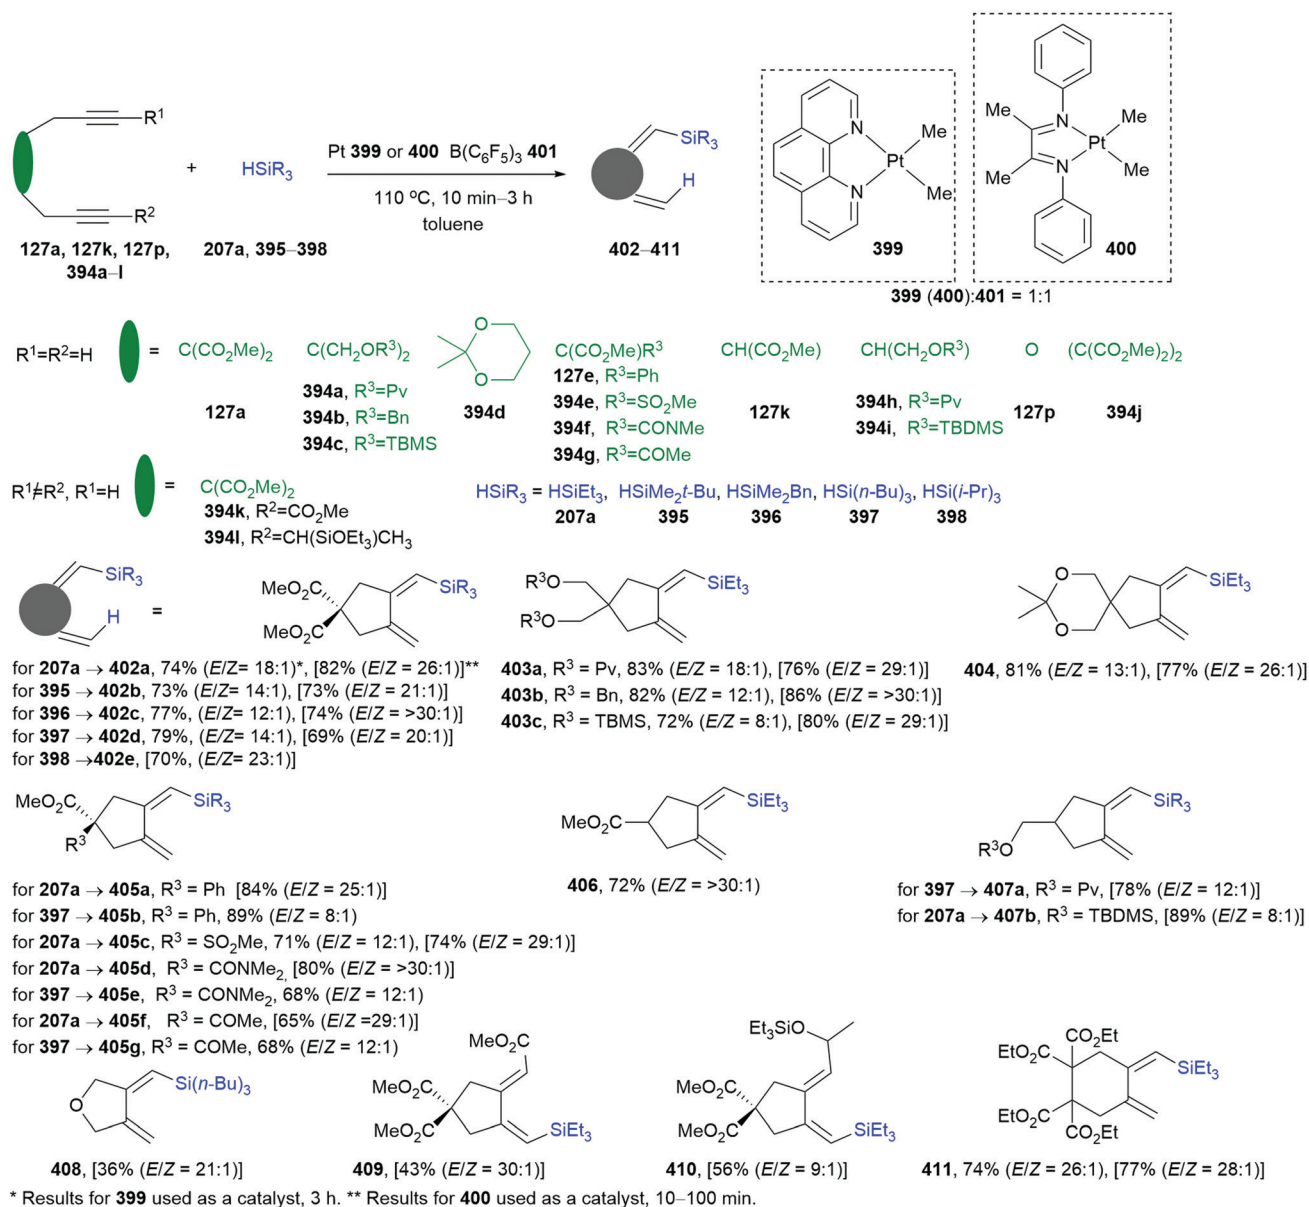 R¹
R²
127a, 127k, 127p,
394a–l
+
HSiR₃
207a, 395–398
Pt 399 or 400 B(C₆F₅)₃ 401
110 ºC, 10 min–3 h
toluene
SiR₃
H
402–411
N
N
Pt
Me
Me
399
Me
Me
N
N
Pt
Me
Me
400
399 (400):401 = 1:1
R¹=R²=H
=
C(CO₂Me)₂
127a
C(CH₂OR³)₂
394a, R³=Pv
394b, R³=Bn
394c, R³=TBMS
O
O
394d
C(CO₂Me)R³
127e, R³=Ph
394e, R³=SO₂Me
394f, R³=CONMe
394g, R³=COMe
CH(CO₂Me)
127k
CH(CH₂OR³)
394h, R³=Pv
394i, R³=TBDMS
O
127p
(C(CO₂Me)₂)₂
394j
R¹≠R², R¹=H
=
C(CO₂Me)₂
394k, R²=CO₂Me
394l, R²=CH(SiOEt₃)CH₃
HSiR₃ = HSiEt₃, HSiMe₂t-Bu, HSiMe₂Bn, HSi(n-Bu)₃, HSi(i-Pr)₃
207a 395 396 397 398
SiR₃
H
=
MeO₂C
MeO₂C
SiR₃
for 207a → 402a, 74% (E/Z= 18:1)*, [82% (E/Z = 26:1)]**
for 395 → 402b, 73% (E/Z= 14:1), [73% (E/Z = 21:1)]
for 396 → 402c, 77%, (E/Z= 12:1), [74% (E/Z = >30:1)]
for 397 → 402d, 79%, (E/Z= 14:1), [69% (E/Z = 20:1)]
for 398 →402e, [70%, (E/Z= 23:1)]
R³O
R³O
SiEt₃
403a, R³ = Pv, 83% (E/Z = 18:1), [76% (E/Z = 29:1)]
403b, R³ = Bn, 82% (E/Z = 12:1), [86% (E/Z = >30:1)]
403c, R³ = TBMS, 72% (E/Z = 8:1), [80% (E/Z = 29:1)]
O
O
SiEt₃
404, 81% (E/Z = 13:1), [77% (E/Z = 26:1)]
MeO₂C
R³
SiR₃
for 207a → 405a, R³ = Ph [84% (E/Z = 25:1)]
for 397 → 405b, R³ = Ph, 89% (E/Z = 8:1)
for 207a → 405c, R³ = SO₂Me, 71% (E/Z = 12:1), [74% (E/Z = 29:1)]
for 207a → 405d, R³ = CONMe₂, [80% (E/Z = >30:1)]
for 397 → 405e, R³ = CONMe₂, 68% (E/Z = 12:1)
for 207a → 405f, R³ = COMe, [65% (E/Z =29:1)]
for 397 → 405g, R³ = COMe, 68% (E/Z = 12:1)
MeO₂C
SiEt₃
406, 72% (E/Z = >30:1)
R³O
SiR₃
for 397 → 407a, R³ = Pv, [78% (E/Z = 12:1)]
for 207a → 407b, R³ = TBDMS, [89% (E/Z = 8:1)]
O
Si(n-Bu)₃
408, [36% (E/Z = 21:1)]
MeO₂C
MeO₂C
MeO₂C
SiEt₃
409, [43% (E/Z = 30:1)]
Et₃SiO
MeO₂C
MeO₂C
SiEt₃
410, [56% (E/Z = 9:1)]
CO₂Et
EtO₂C
EtO₂C
CO₂Et
SiEt₃
411, 74% (E/Z = 26:1), [77% (E/Z = 28:1)]
* Results for 399 used as a catalyst, 3 h. ** Results for 400 used as a catalyst, 10–100 min.